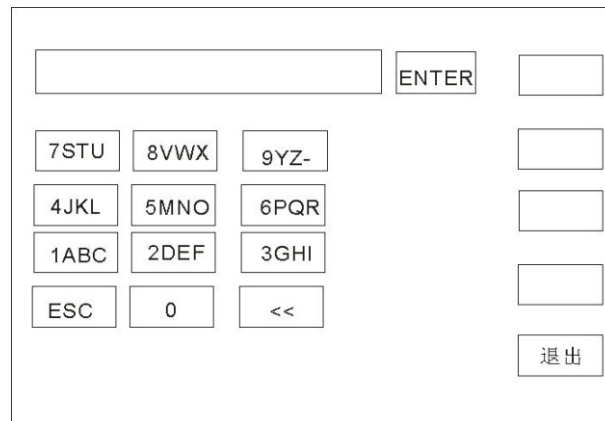 ENTER
7STU 8VWX 9YZ-
4JKL 5MNO 6PQR
1ABC 2DEF 3GHI
ESC 0 <<
退出